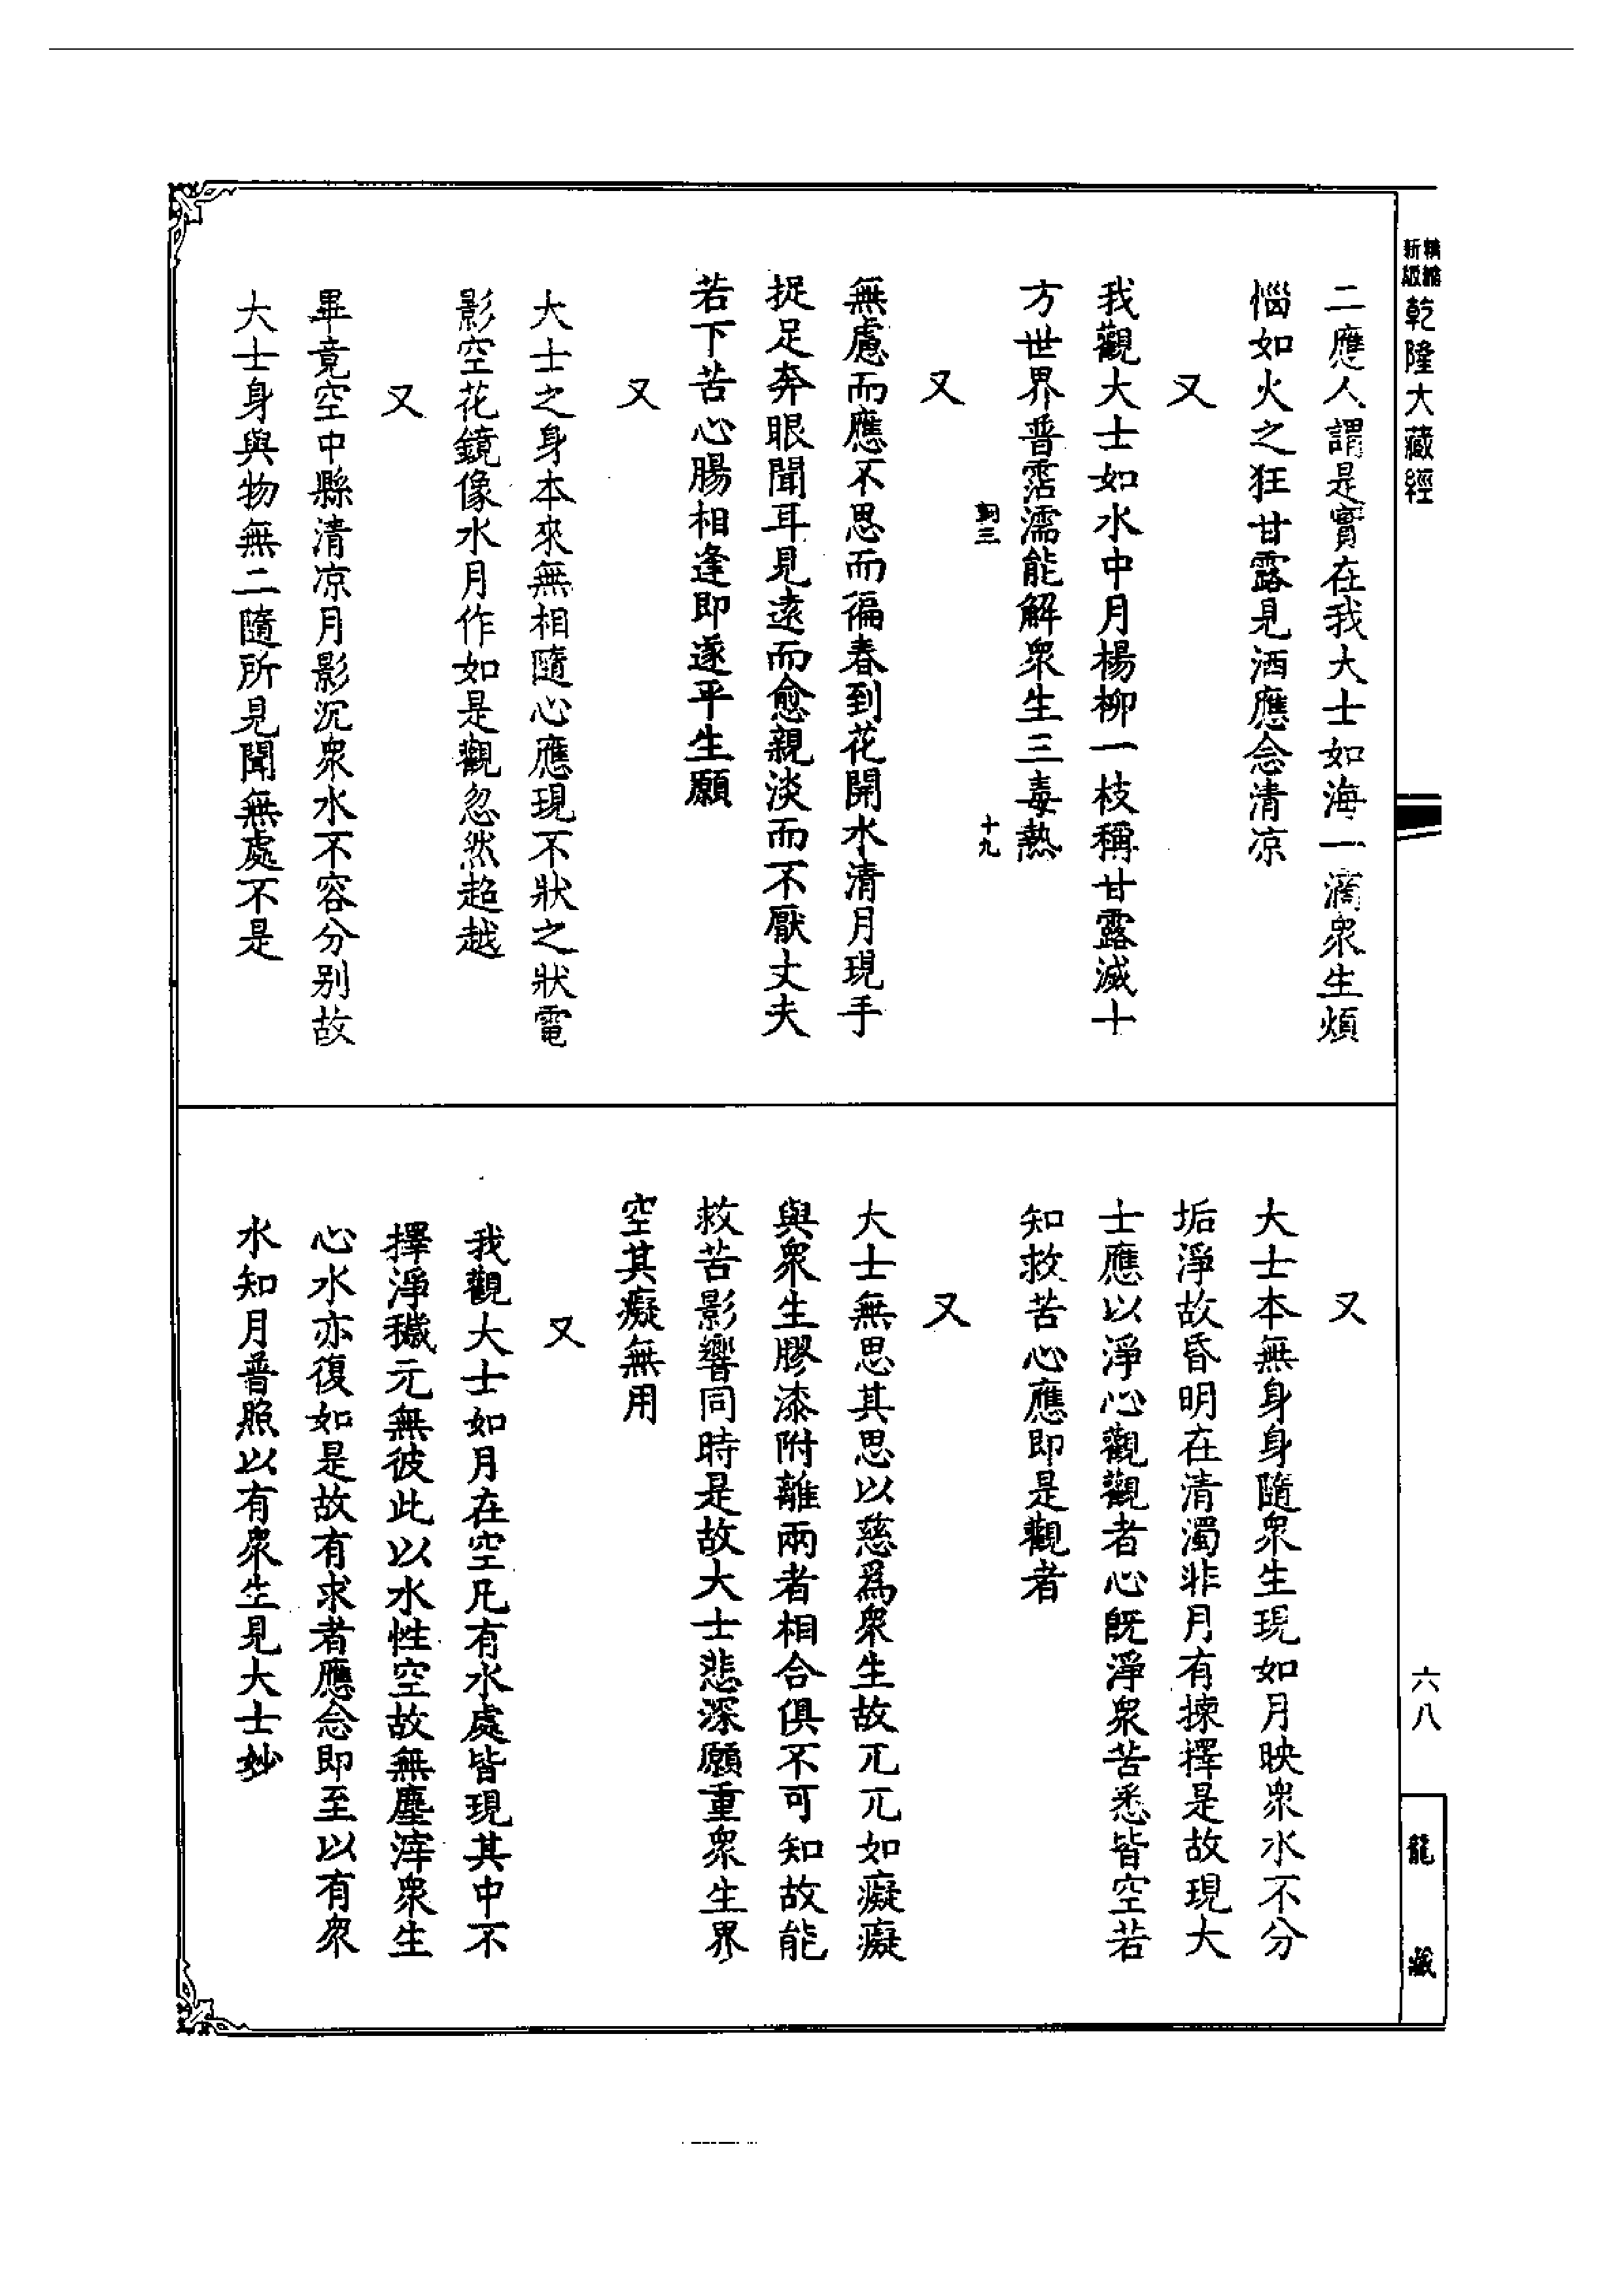 精縮
新版
乾隆大藏經
二應人謂是實在我大士如海一滴衆生煩
惱如火之狂甘露見洒應念清凉
又
我觀大士如水中月楊柳一枝稱甘露滅十
方世界普霑濡能解衆生三毒熱
十九
又
無慮而應不思而徧春到花開水清月現手
捉足奔眼聞耳見遠而愈親淡而不厭丈夫
若下苦心腸相逢即遂平生願
又
大士之身本來無相隨心應現不狀之狀電
影空花鏡像水月作如是觀忽然超越
又
畢竟空中縣清凉月影沉衆水不容分别故
大士身與物無二隨所見聞無處不是
又
大士本無身身隨衆生現如月映衆水不分
垢淨故昏明在清濁非月有揀擇是故現大
士應以淨心觀觀者心旣淨衆苦悉皆空若
知救苦心應即是觀者
又
大士無思其思以慈爲衆生故兀兀如癡癡
與衆生膠漆附離兩者相合俱不可知故能
救苦影響同時是故大士悲深願重衆生界
空其癡無用
又
我觀大士如月在空凡有水處皆現其中不
擇淨穢元無彼此以水性空故無塵滓衆生
心水亦復如是故有求者應念即至以有衆
水知月普照以有衆生見大士妙
六八
龍藏